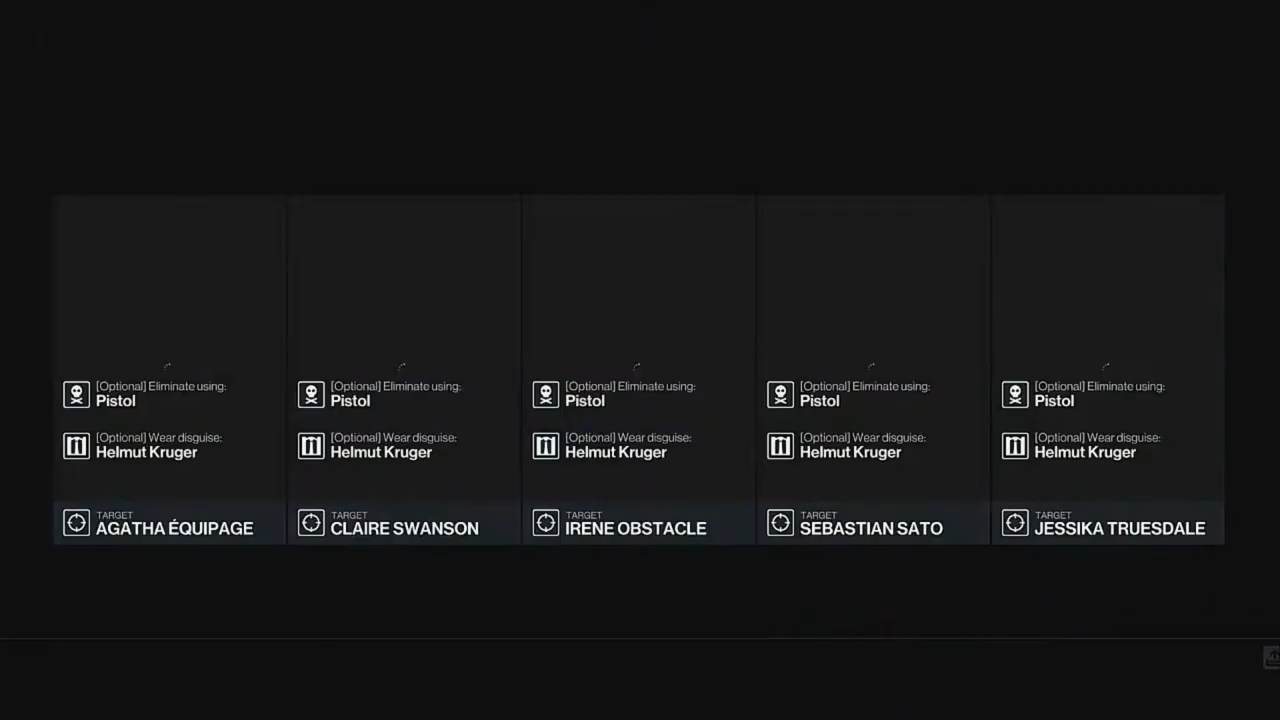 [Optional] Eliminate using:
Pistol
[Optional] Wear disguise:
Helmut Kruger
TARGET
AGATHA ÉQUIPAGE
[Optional] Eliminate using:
Pistol
[Optional] Wear disguise:
Helmut Kruger
TARGET
CLAIRE SWANSON
[Optional] Eliminate using:
Pistol
[Optional] Wear disguise:
Helmut Kruger
TARGET
IRENE OBSTACLE
[Optional] Eliminate using:
Pistol
[Optional] Wear disguise:
Helmut Kruger
TARGET
SEBASTIAN SATO
[Optional] Eliminate using:
Pistol
[Optional] Wear disguise:
Helmut Kruger
TARGET
JESSIKA TRUESDALE